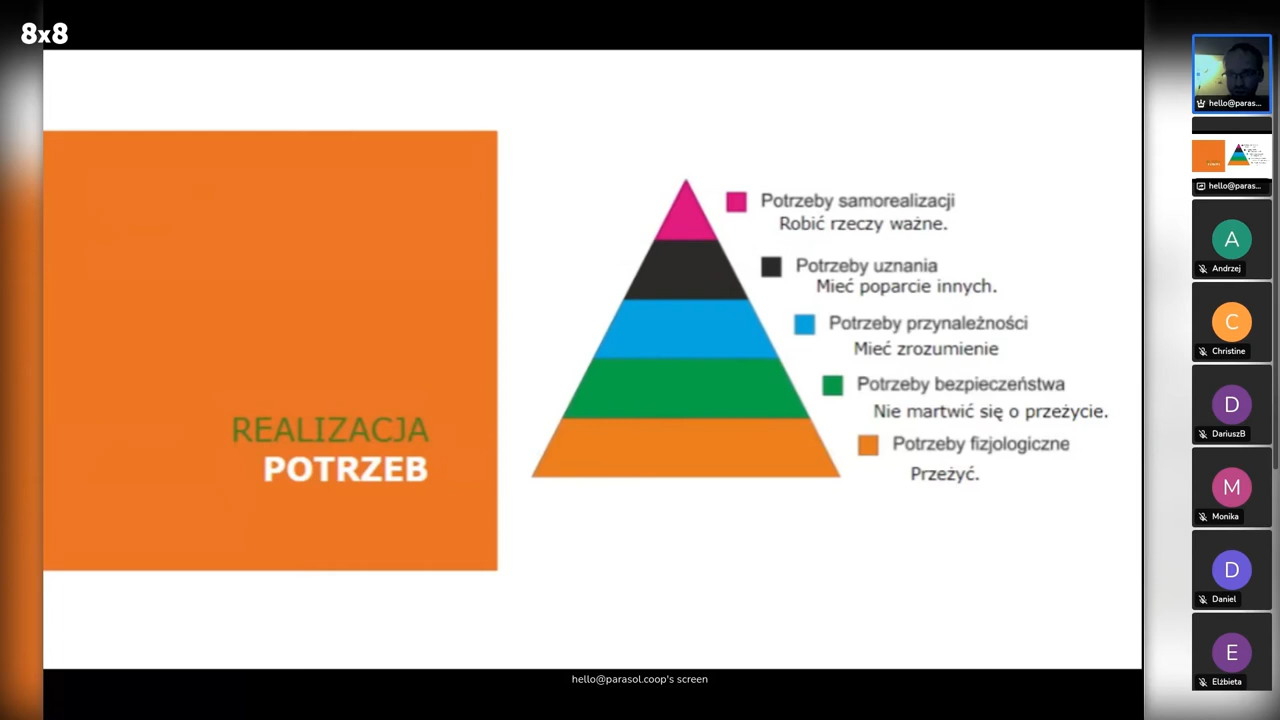 8x8
REALIZACJA
POTRZEB
Potrzeby samorealizacji
Robić rzeczy ważne.
Potrzeby uznania
Mieć poparcie innych.
Potrzeby przynależności
Mieć zrozumienie
Potrzeby bezpieczeństwa
Nie martwić się o przeżycie.
Potrzeby fizjologiczne
Przeżyć.
hello@parasol.coop's screen
hello@paras...
hello@paras...
A
Andrzej
C
Christine
D
DariuszB
M
Monika
D
Daniel
E
Elżbieta